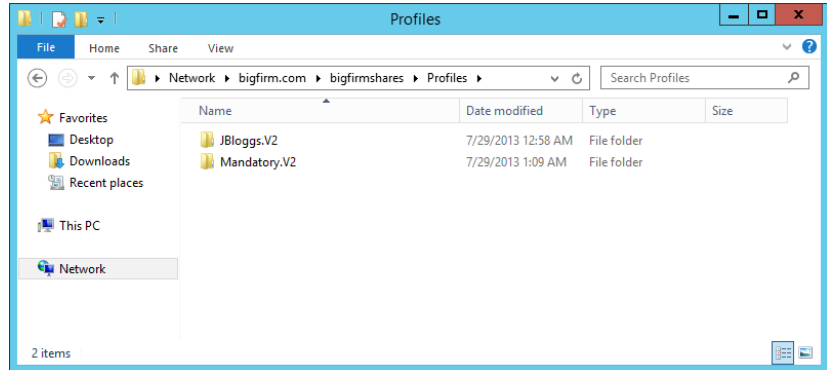 Profiles
File Home Share View
Network bigfirm.com bigfirmshares Profiles Search Profiles
Favorites
Desktop
Downloads
Recent places
This PC
Network
Name Date modified Type Size
JBloggs.V2 7/29/2013 12:58 AM File folder
Mandatory.V2 7/29/2013 1:09 AM File folder
2 items